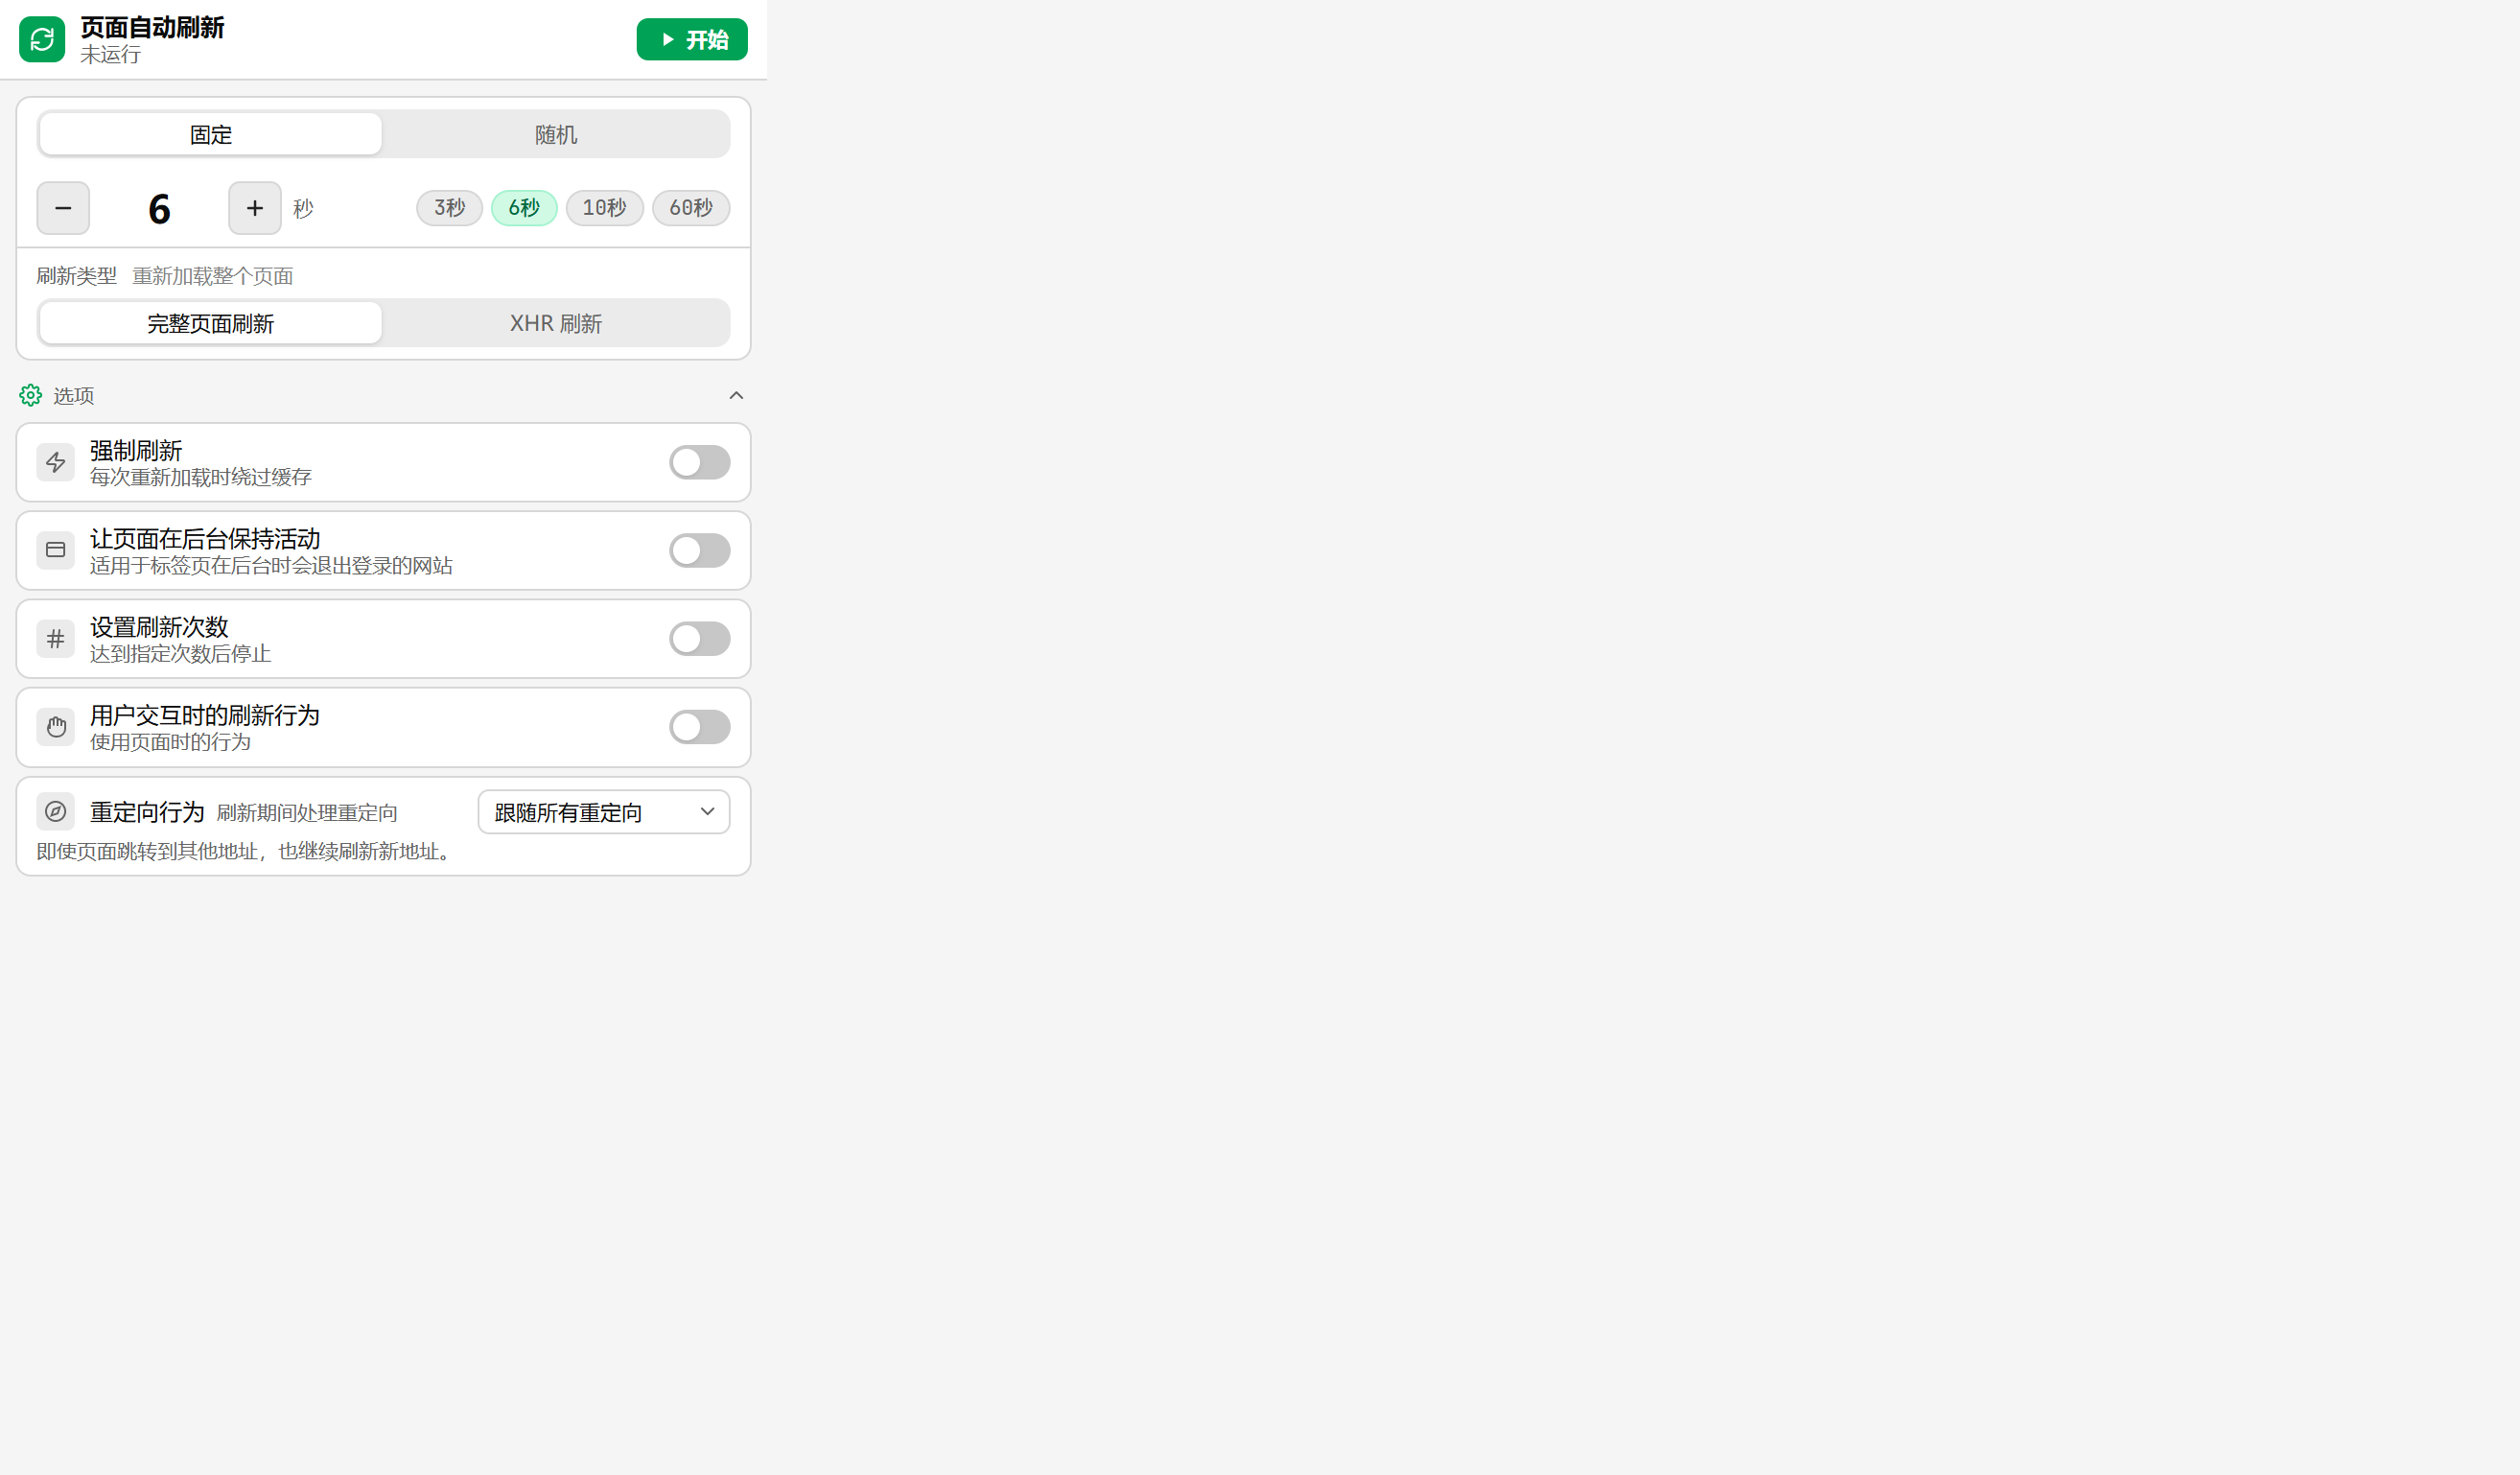 页面自动刷新
未运行
开始
固定
随机
6
秒
3秒
6秒
10秒
60秒
刷新类型 重新加载整个页面
完整页面刷新
XHR 刷新
选项
强制刷新
每次重新加载时绕过缓存
让页面在后台保持活动
适用于标签页在后台时会退出登录的网站
设置刷新次数
达到指定次数后停止
用户交互时的刷新行为
使用页面时的行为
重定向行为 刷新期间处理重定向
跟随所有重定向
即使页面跳转到其他地址，也继续刷新新地址。